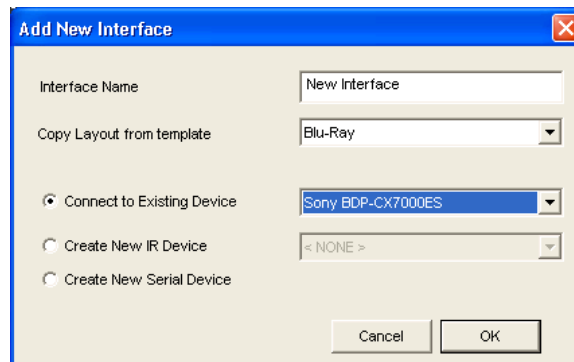 Add New Interface
Interface Name New Interface
Copy Layout from template Blu-Ray
Connect to Existing Device Sony BDP-CX7000ES
Create New IR Device < NONE >
Create New Serial Device
Cancel OK